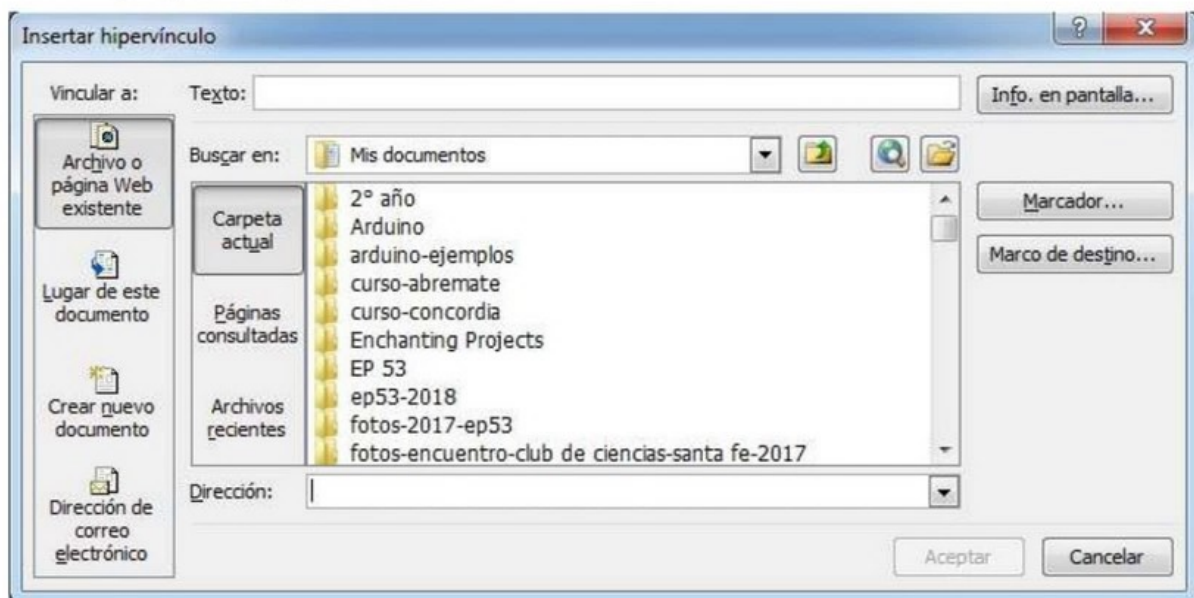 Insertar hipervínculo
Vincular a:
Texto:
Info. en pantalla...
Archivo o
página Web
existente
Buscar en:
Mis documentos
Carpeta
actual
2° año
Arduino
arduino-ejemplos
curso-abremate
curso-concordia
Enchanting Projects
EP 53
ep53-2018
fotos-2017-ep53
fotos-encuentro-club de ciencias-santa fe-2017
Marcador...
Marco de destino...
Lugar de este
documento
Páginas
consultadas
Crear nuevo
documento
Archivos
recientes
Dirección de
correo
electrónico
Dirección:
Aceptar
Cancelar